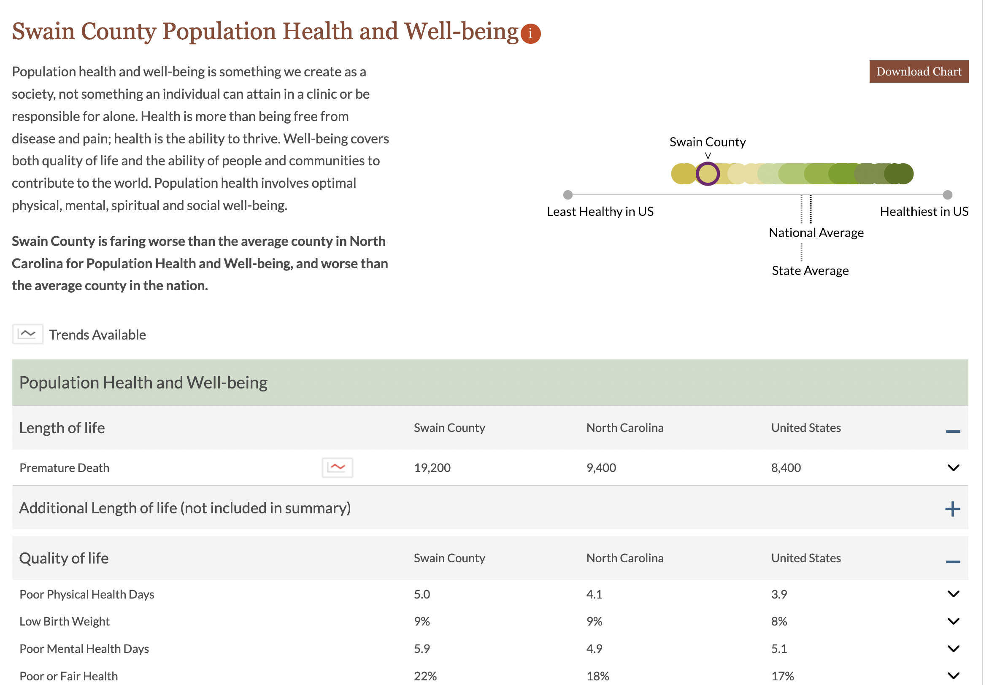 Swain County Population Health and Well-being i
Population health and well-being is something we create as a
society, not something an individual can attain in a clinic or be
responsible for alone. Health is more than being free from
disease and pain; health is the ability to thrive. Well-being covers
both quality of life and the ability of people and communities to
contribute to the world. Population health involves optimal
physical, mental, spiritual and social well-being.
Swain County is faring worse than the average county in North
Carolina for Population Health and Well-being, and worse than
the average county in the nation.
Download Chart
Swain County
Least Healthy in US
Healthiest in US
National Average
State Average
Trends Available
Population Health and Well-being
Length of life Swain County North Carolina United States
Premature Death 19,200 9,400 8,400
Additional Length of life (not included in summary)
Quality of life Swain County North Carolina United States
Poor Physical Health Days 5.0 4.1 3.9
Low Birth Weight 9% 9% 8%
Poor Mental Health Days 5.9 4.9 5.1
Poor or Fair Health 22% 18% 17%